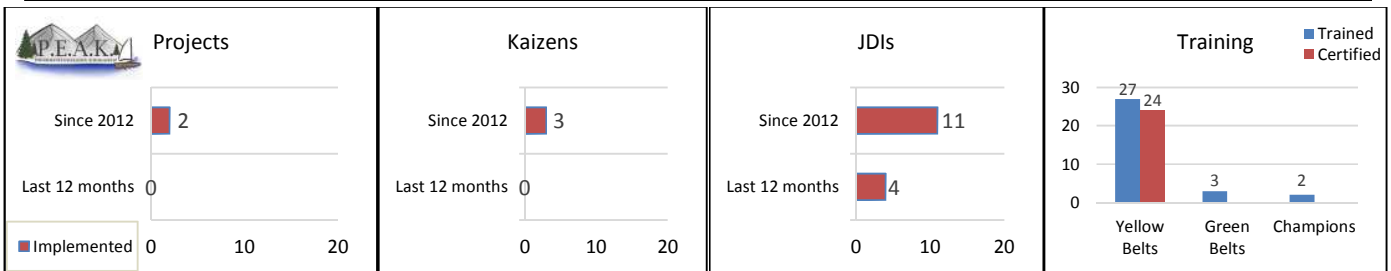 P.E.A.K.
Projects
Since 2012
2
Last 12 months
0
Implemented
0 10 20
Kaizens
Since 2012
3
Last 12 months
0
0 10 20
JDIs
Since 2012
11
Last 12 months
4
0 10 20
Training
Trained
Certified
30
20
10
0
27
24
3
2
Yellow
Belts
Green
Belts
Champions